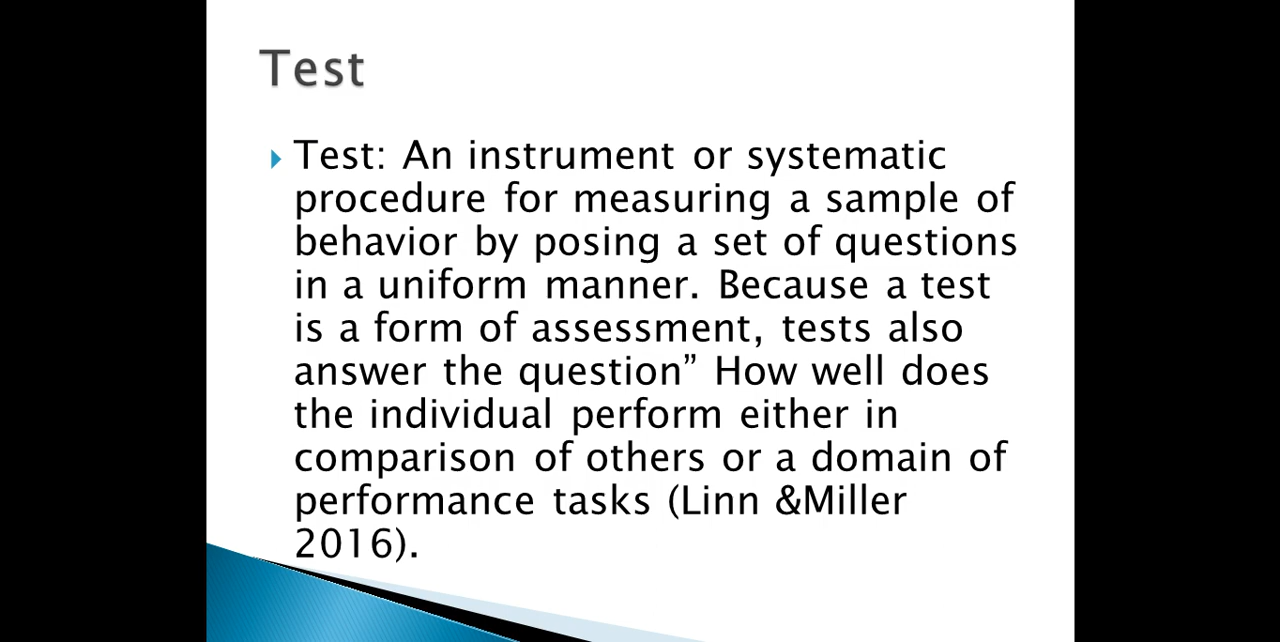 Test
Test: An instrument or systematic
procedure for measuring a sample of
behavior by posing a set of questions
in a uniform manner. Because a test
is a form of assessment, tests also
answer the question” How well does
the individual perform either in
comparison of others or a domain of
performance tasks (Linn &Miller
2016).